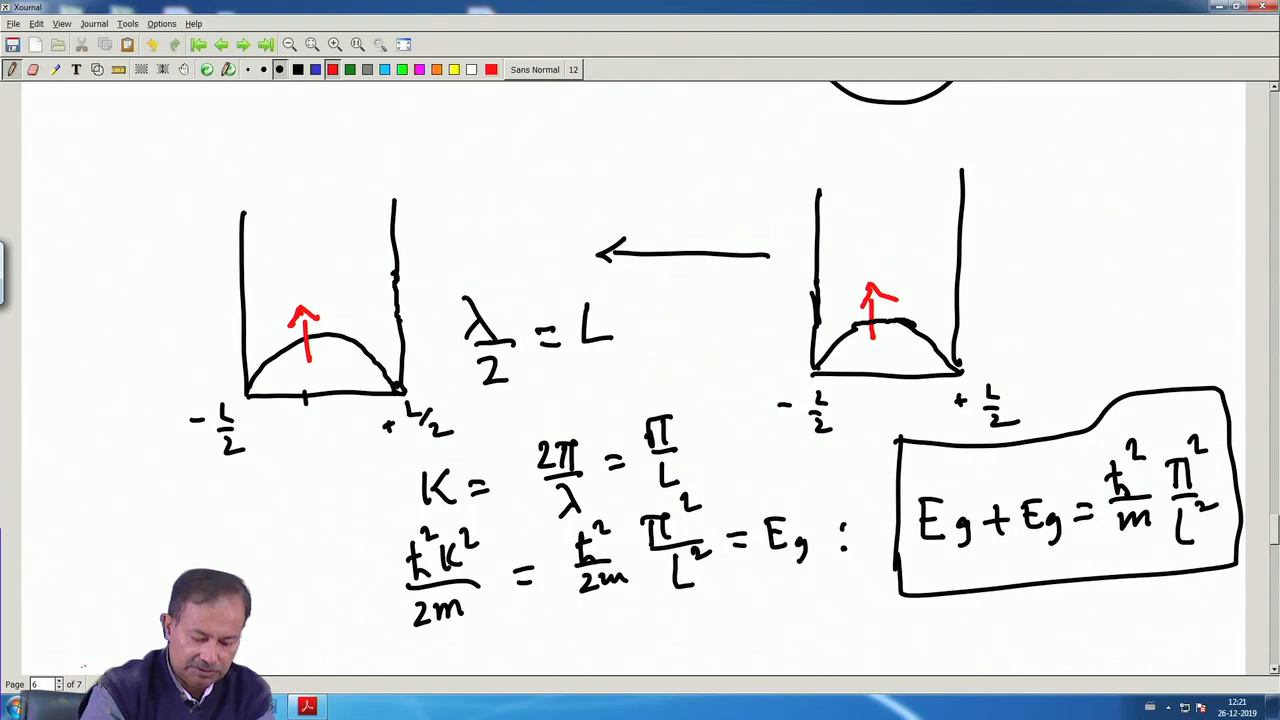 Xournal
File Edit View Journal Tools Options Help
Sans Normal 12
λ/2 = L
- L/2
+ L/2
- L/2
+ L/2
K = 2π/λ = π/L
ħ²K²/2m = ħ²/2m π²/L² = Eg :
Eg + Eg = ħ²/m π²/L²
Page 6 of 7
12:21
26-12-2019